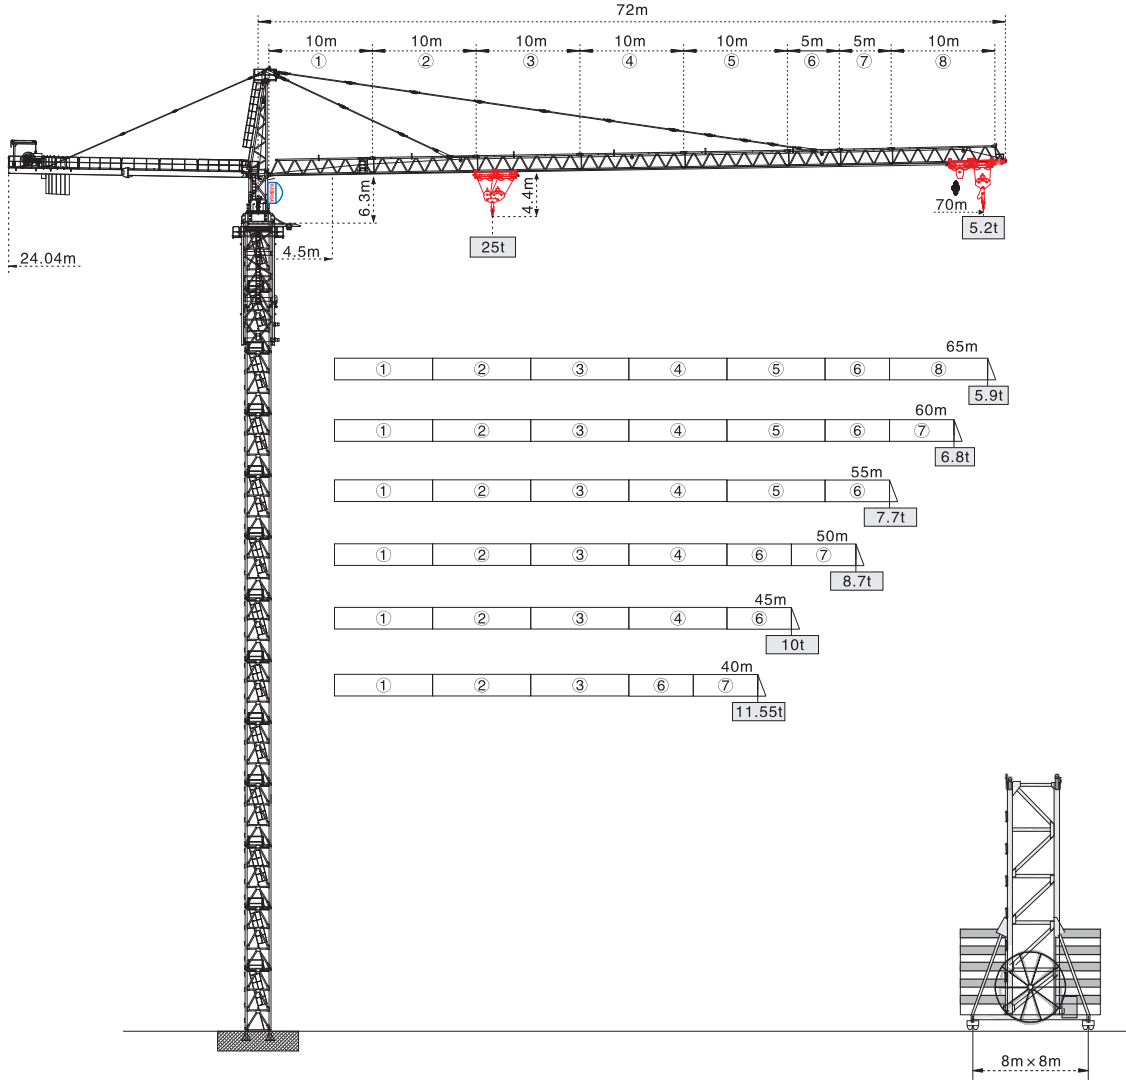 72m
10m 10m 10m 10m 10m 5m 5m 10m
① ② ③ ④ ⑤ ⑥ ⑦ ⑧
6.3m
4.4m
70m
25t
5.2t
4.5m
24.04m
65m
① ② ③ ④ ⑤ ⑥ ⑧
5.9t
60m
① ② ③ ④ ⑤ ⑥ ⑦
6.8t
55m
① ② ③ ④ ⑤ ⑥
7.7t
50m
① ② ③ ④ ⑥ ⑦
8.7t
45m
① ② ③ ④ ⑥
10t
40m
① ② ③ ⑥ ⑦
11.55t
8m×8m